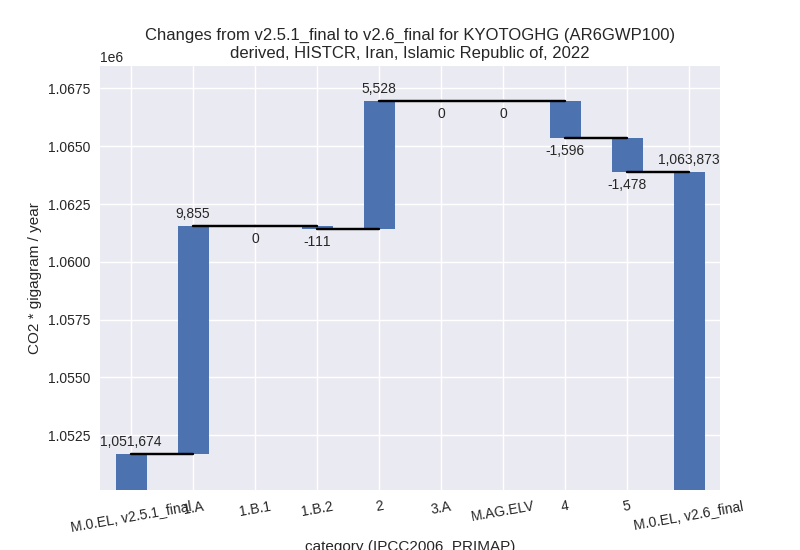 Changes from v2.5.1_final to v2.6_final for KYOTOGHG (AR6GWP100)
derived, HISTCR, Iran, Islamic Republic of, 2022
1e6
1.0675
1.0650
1.0625
1.0600
1.0575
1.0550
1.0525
CO2 * gigagram / year
1,051,674
9,855
0
-111
5,528
0
0
-1,596
-1,478
1,063,873
M.0.EL, v2.5.1_final
1.A
1.B.1
1.B.2
2
3.A
M.AG.ELV
4
5
M.0.EL, v2.6_final
category (IPCC2006_PRIMAP)